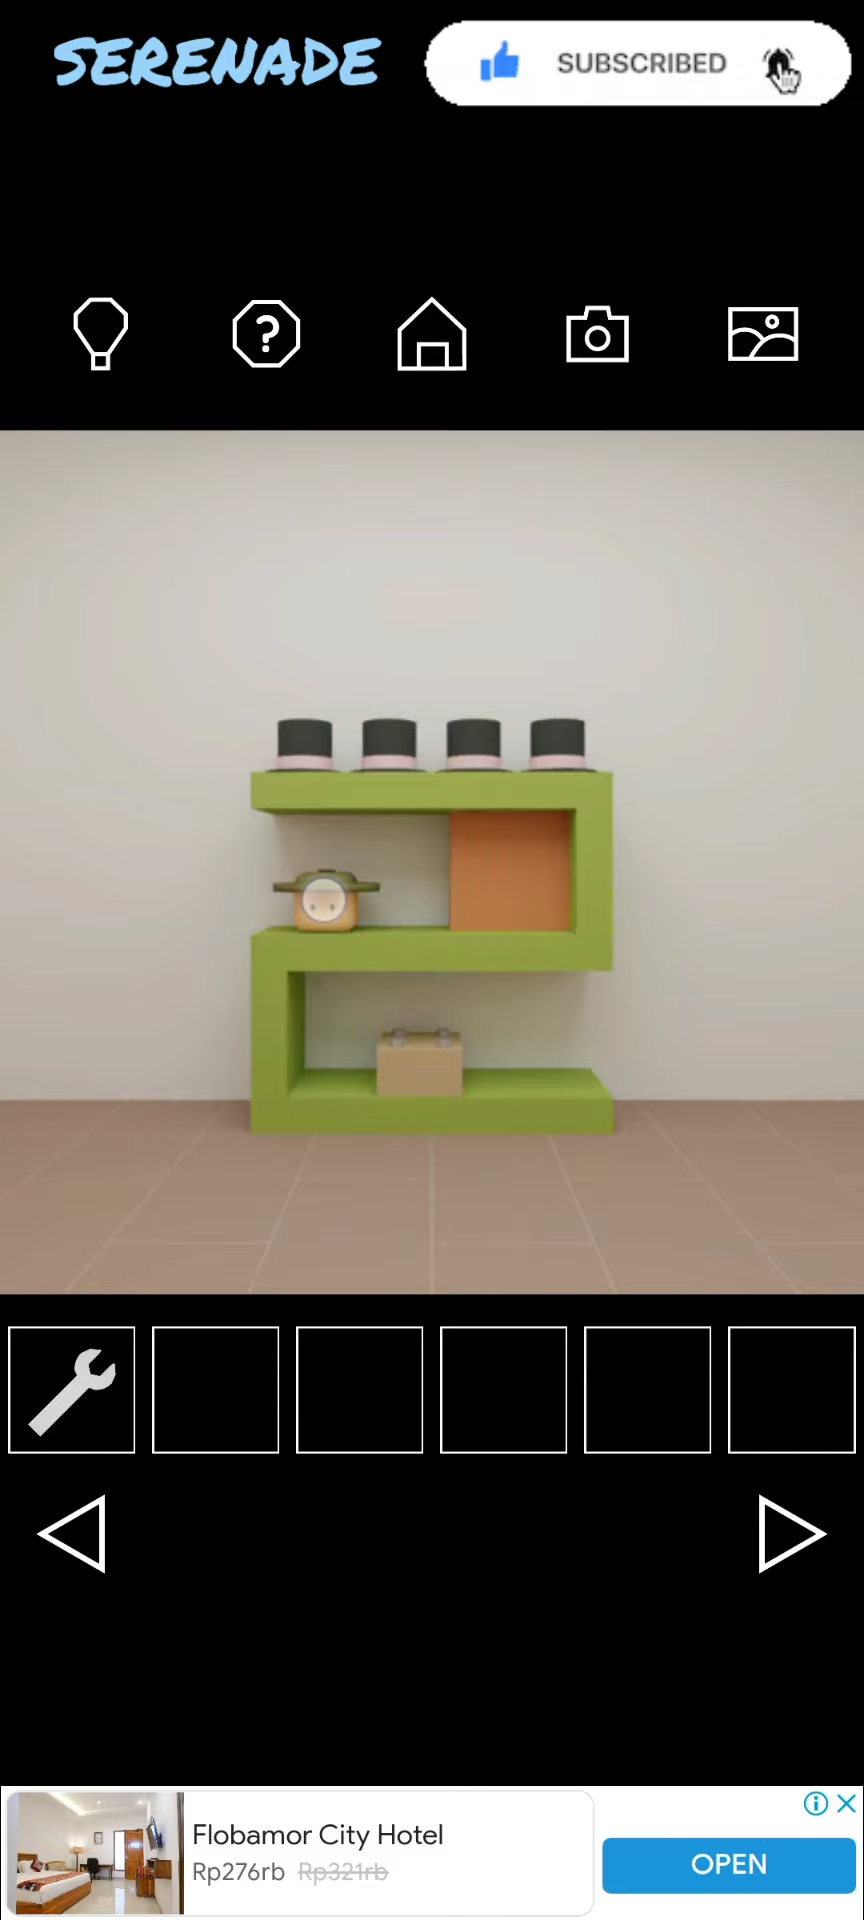 SERENADE
SUBSCRIBED
?
Flobamor City Hotel
Rp276rb Rp321rb
OPEN